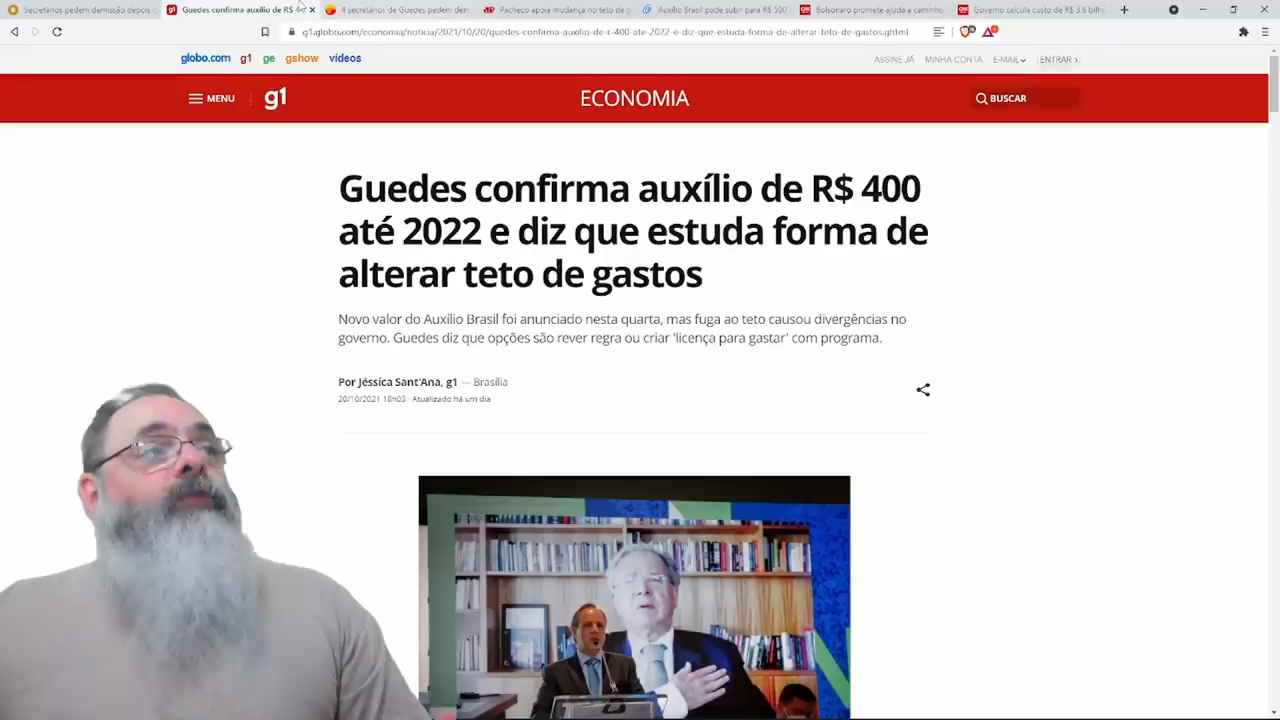 Secretários pedem demissão depois d
Guedes confirma auxílio de R$ 40
4 secretários de Guedes pedem dem
Pacheco apoia mudança no teto de g
Auxílio Brasil pode subir para R$ 500
Bolsonaro promete ajuda a caminho
Governo calcula custo de R$ 3,6 bilh
g1.globo.com/economia/noticia/2021/10/20/guedes-confirma-auxilio-de-r-400-ate-2022-e-diz-que-estuda-forma-de-alterar-teto-de-gastos.ghtml
globo.com g1 ge gshow vídeos
ASSINE JÁ MINHA CONTA E-MAIL ENTRAR ›
MENU g1 ECONOMIA BUSCAR
Guedes confirma auxílio de R$ 400
até 2022 e diz que estuda forma de
alterar teto de gastos
Novo valor do Auxílio Brasil foi anunciado nesta quarta, mas fuga ao teto causou divergências no
governo. Guedes diz que opções são rever regra ou criar 'licença para gastar' com programa.
Por Jéssica Sant'Ana, g1 — Brasília
20/10/2021 18h03 · Atualizado há um dia